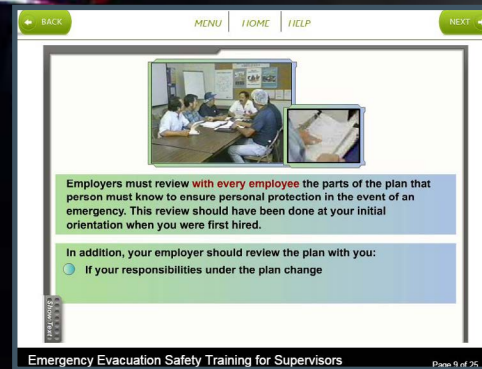 BACK
MENU
HOME
HELP
NEXT
Employers must review with every employee the parts of the plan that
person must know to ensure personal protection in the event of an
emergency. This review should have been done at your initial
orientation when you were first hired.
In addition, your employer should review the plan with you:
If your responsibilities under the plan change
Show Text
Emergency Evacuation Safety Training for Supervisors
Page 9 of 25